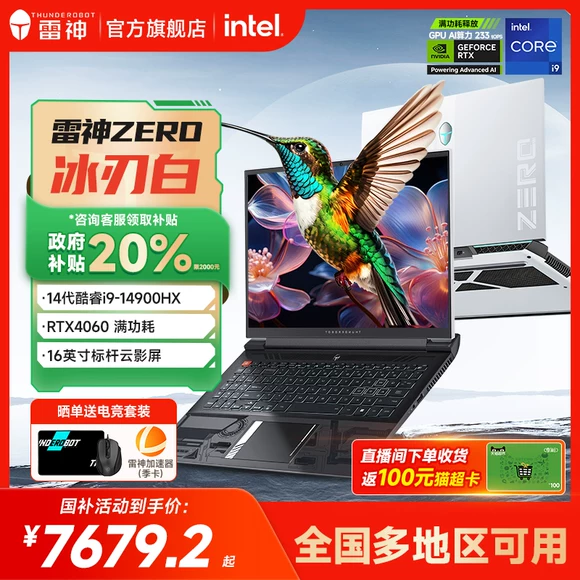 THUNDEROBOT
雷神 官方旗舰店 intel.
满功耗释放
GPU AI算力 233 TOPS
NVIDIA
GEFORCE
RTX
Powering Advanced AI
intel
CORE
i9
雷神ZERO
冰刃白
*咨询客服领取补贴
政府
补贴
20%
限2000元
·14代酷睿i9-14900HX
·RTX4060 满功耗
·16英寸标杆云影屏
ZERO
THUNDEROBOT
晒单送电竞套装
雷神加速器
(季卡)
直播间下单收货
返100元猫超卡
100
国补活动到手价:
¥7679.2起
全国多地区可用